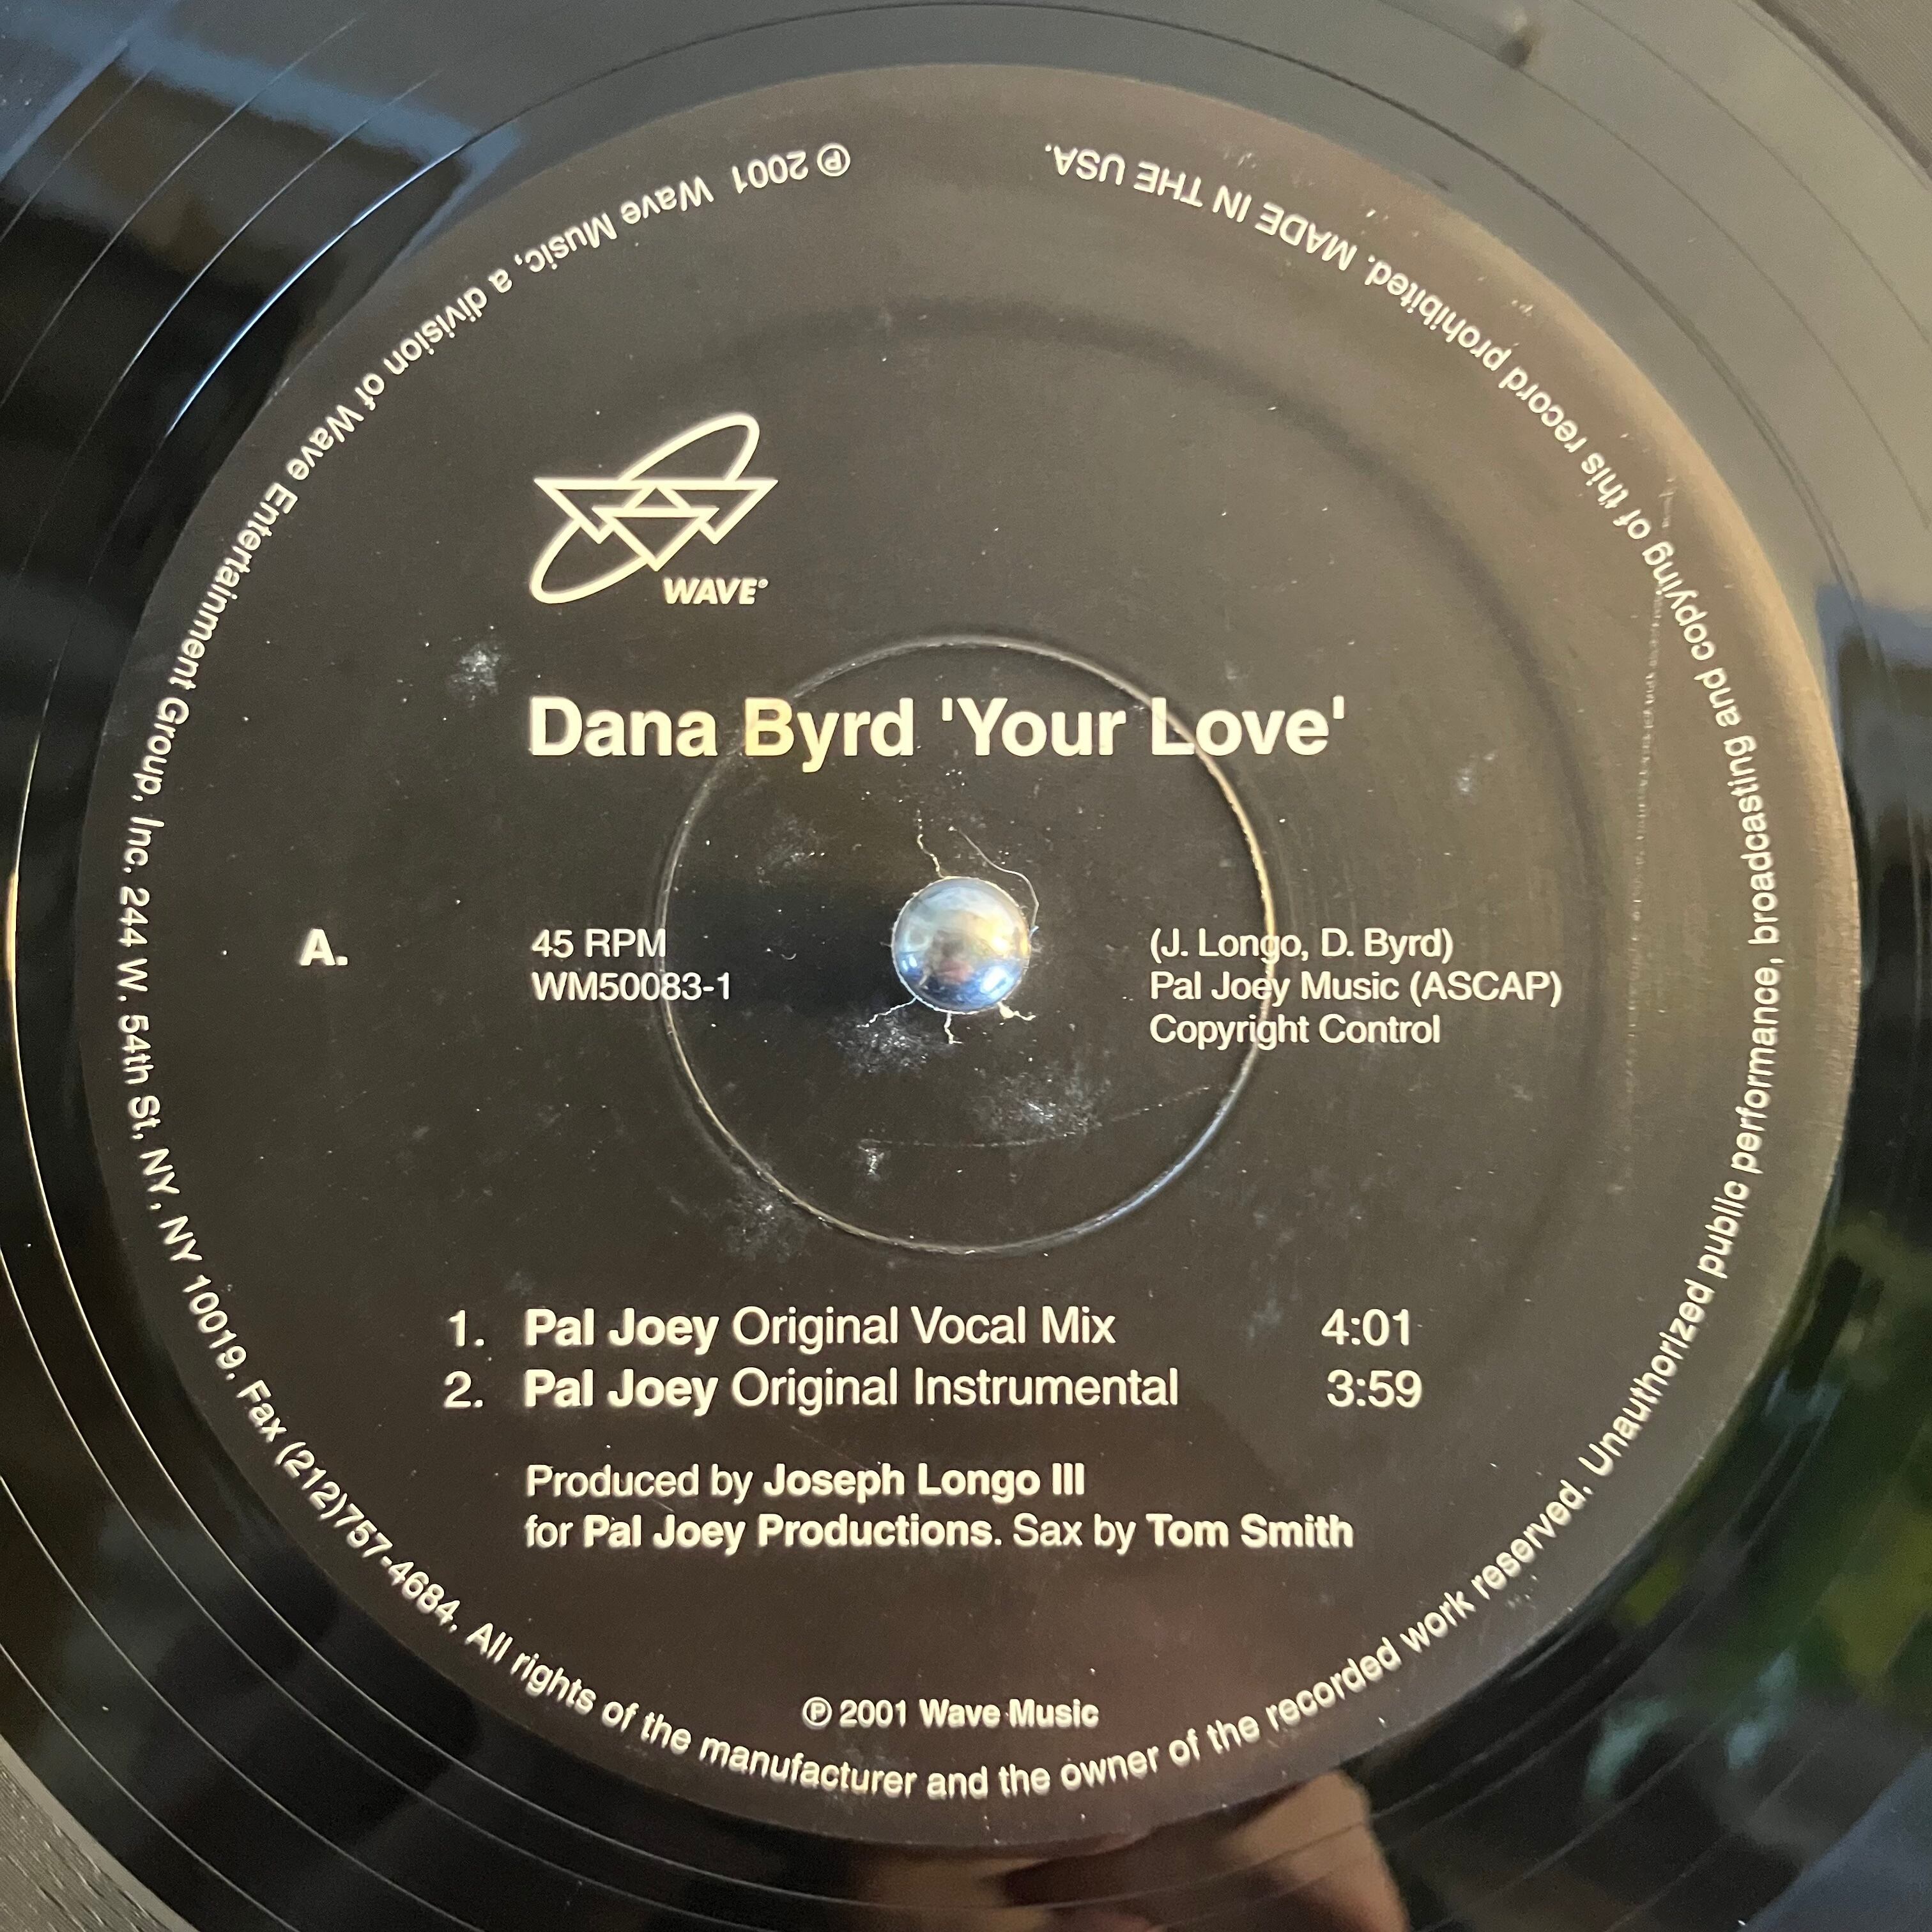 WAVE®
Dana Byrd 'Your Love'
A.
45 RPM
WM50083-1
(J. Longo, D. Byrd)
Pal Joey Music (ASCAP)
Copyright Control
1. Pal Joey Original Vocal Mix 4:01
2. Pal Joey Original Instrumental 3:59
Produced by Joseph Longo III
for Pal Joey Productions. Sax by Tom Smith
℗ 2001 Wave Music
℗ 2001 Wave Music, a division of Wave Entertainment Group, Inc. 244 W. 54th St, NY, NY 10019. Fax (212)757-4684. All rights of the manufacturer and the owner of the recorded work reserved. Unauthorized public performance, broadcasting and copying of this record prohibited. MADE IN THE USA.